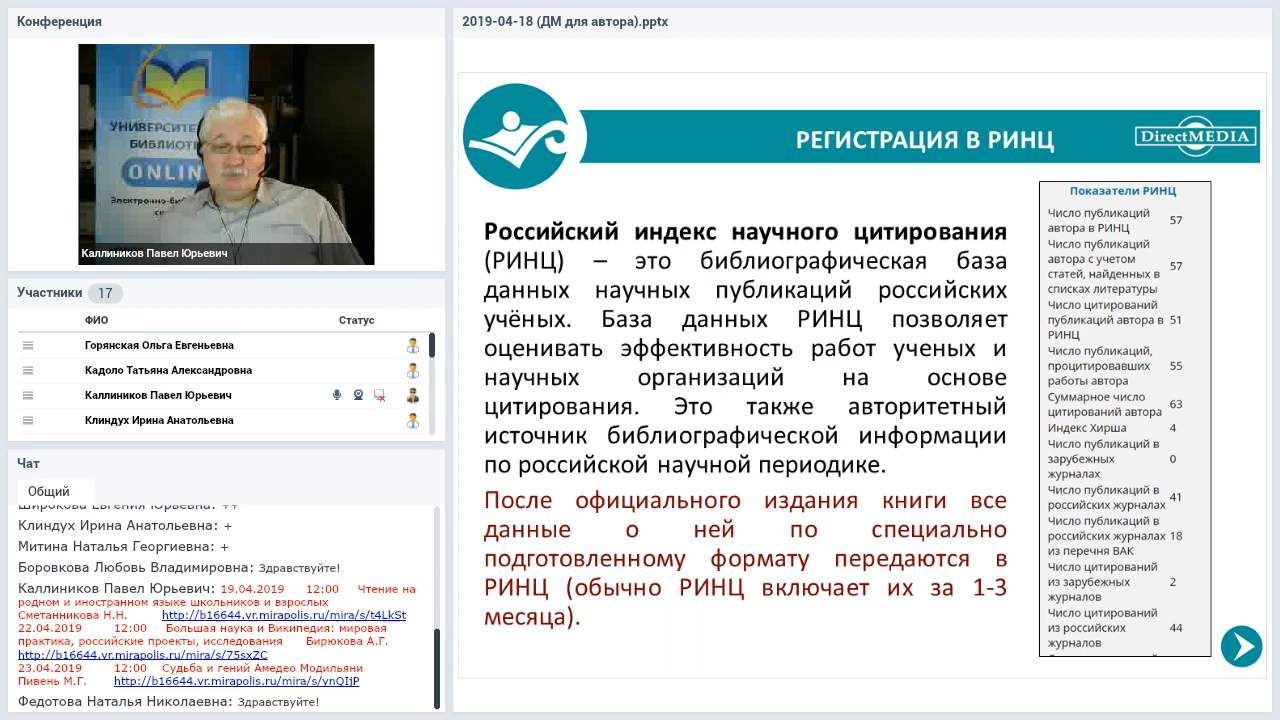 Конференция
УНИВЕРСИТЕ
БИБЛИОТ
ONLIN
Каллиников Павел Юрьевич
Участники 17
ФИО Статус
Горянская Ольга Евгеньевна
Кадоло Татьяна Александровна
Каллиников Павел Юрьевич
Клиндух Ирина Анатольевна
Чат
Общий
Широкова Евгения Юрьевна: ++
Клиндух Ирина Анатольевна: +
Митина Наталья Георгиевна: +
Боровкова Любовь Владимировна: Здравствуйте!
Каллиников Павел Юрьевич: 19.04.2019 12:00 Чтение на
родном и иностранном языке школьников и взрослых
Сметанникова Н.Н. http://b16644.vr.mirapolis.ru/mira/s/t4LkSt
22.04.2019 12:00 Большая наука и Википедия: мировая
практика, российские проекты, исследования Бирюкова А.Г.
http://b16644.vr.mirapolis.ru/mira/s/75sxZC
23.04.2019 12:00 Судьба и гений Амедео Модильяни
Пивень М.Г. http://b16644.vr.mirapolis.ru/mira/s/ynQIjP
Федотова Наталья Николаевна: Здравствуйте!
2019-04-18 (ДМ для автора).pptx
РЕГИСТРАЦИЯ В РИНЦ
DirectMEDIA
Российский индекс научного цитирования
(РИНЦ) – это библиографическая база
данных научных публикаций российских
учёных. База данных РИНЦ позволяет
оценивать эффективность работ ученых и
научных организаций на основе
цитирования. Это также авторитетный
источник библиографической информации
по российской научной периодике.
После официального издания книги все
данные о ней по специально
подготовленному формату передаются в
РИНЦ (обычно РИНЦ включает их за 1-3
месяца).
Показатели РИНЦ
Число публикаций
автора в РИНЦ 57
Число публикаций
автора с учетом
статей, найденных в
списках литературы 57
Число цитирований
публикаций автора в
РИНЦ 51
Число публикаций,
процитировавших
работы автора 55
Суммарное число
цитирований автора 63
Индекс Хирша 4
Число публикаций в
зарубежных
журналах 0
Число публикаций в
российских журналах 41
Число публикаций в
российских журналах
из перечня ВАК 18
Число цитирований
из зарубежных
журналов 2
Число цитирований
из российских
журналов 44